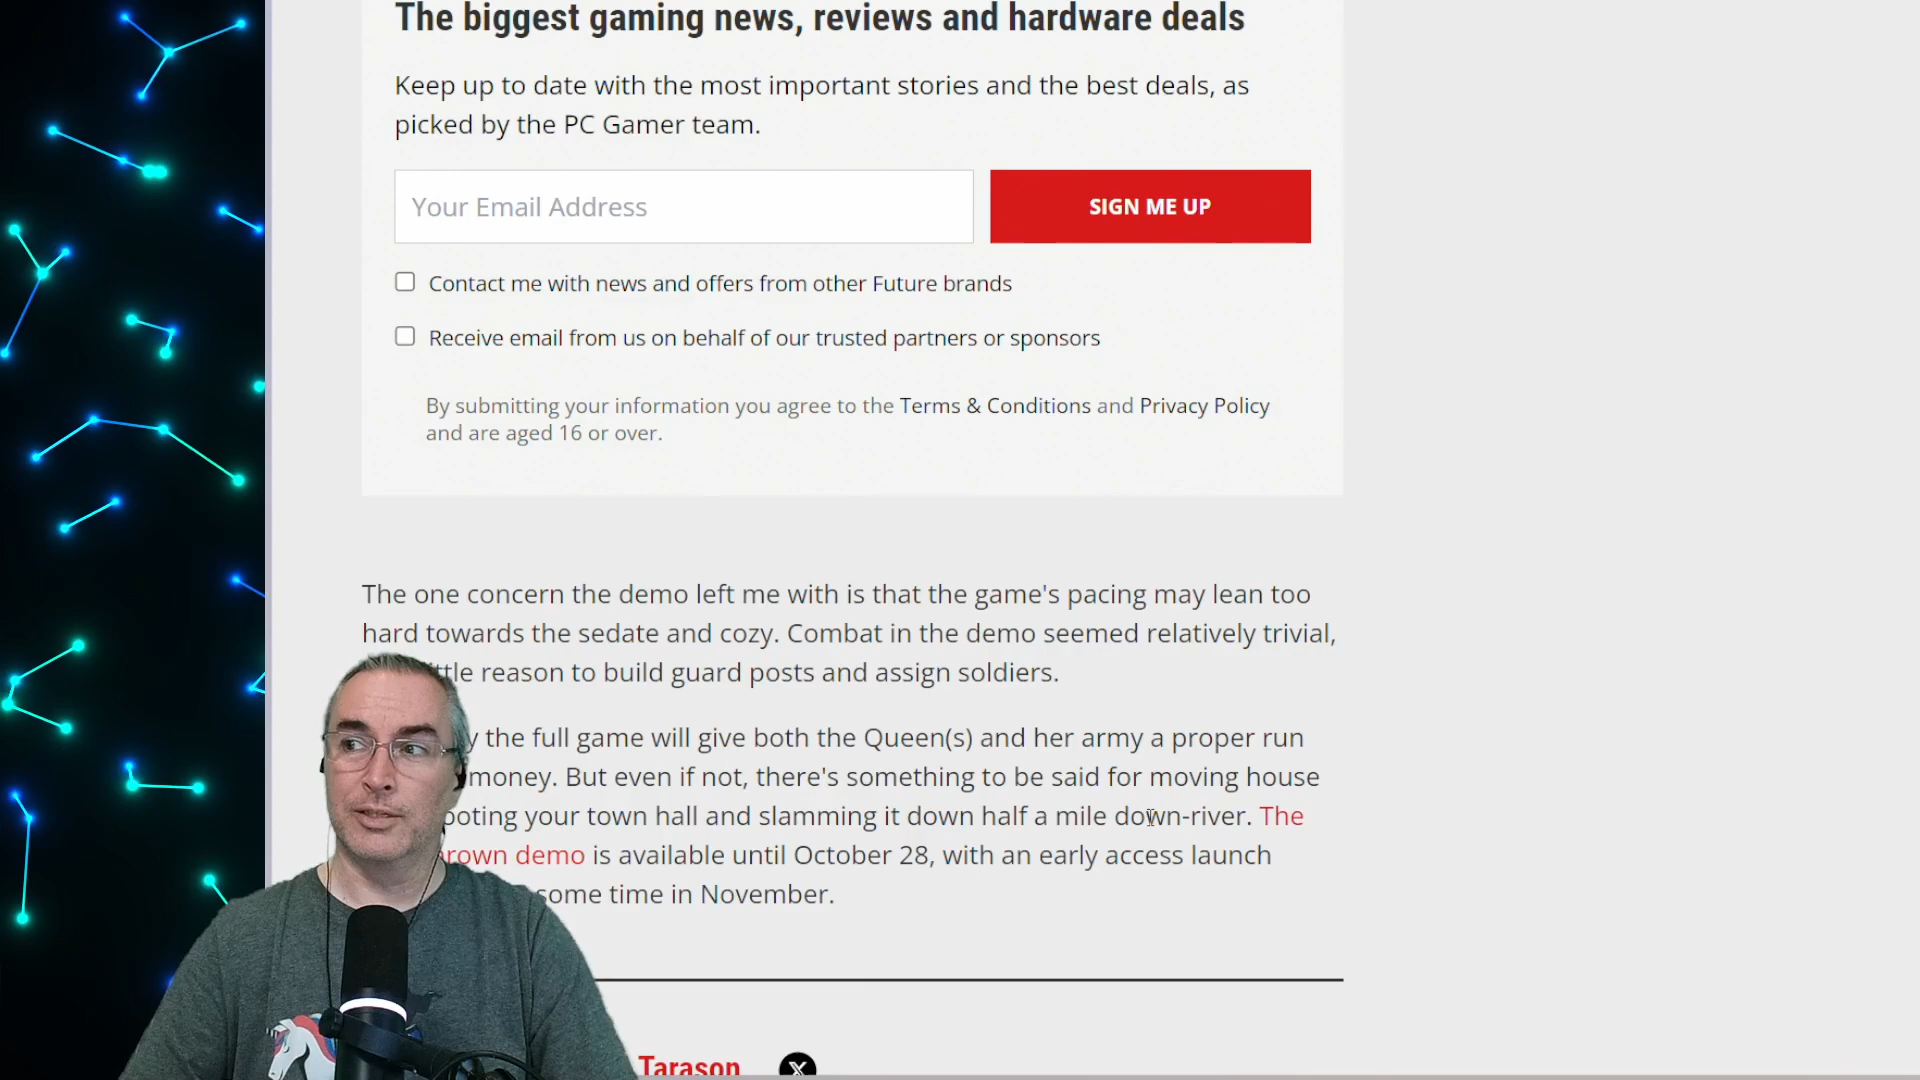 The biggest gaming news, reviews and hardware deals
Keep up to date with the most important stories and the best deals, as
picked by the PC Gamer team.
Your Email Address
SIGN ME UP
Contact me with news and offers from other Future brands
Receive email from us on behalf of our trusted partners or sponsors
By submitting your information you agree to the Terms & Conditions and Privacy Policy
and are aged 16 or over.
The one concern the demo left me with is that the game's pacing may lean too
hard towards the sedate and cozy. Combat in the demo seemed relatively trivial,
reason to build guard posts and assign soldiers.
the full game will give both the Queen(s) and her army a proper run
money. But even if not, there's something to be said for moving house
your town hall and slamming it down half a mile down-river. The
demo is available until October 28, with an early access launch
some time in November.
Tarason
X